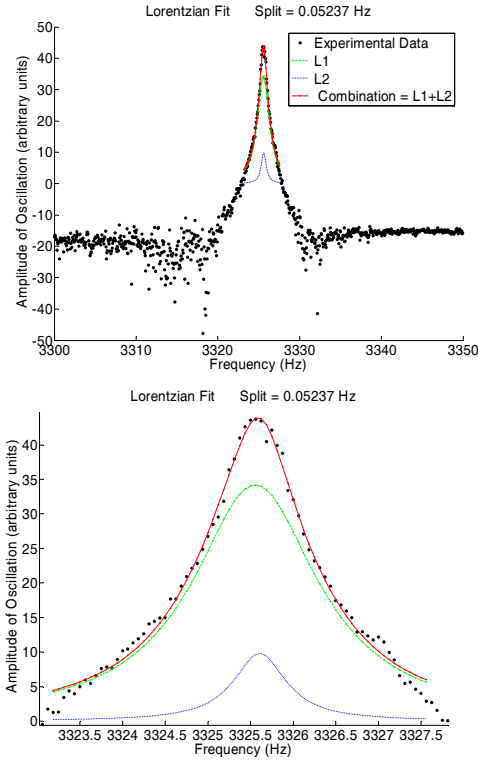 Lorentzian Fit Split = 0.05237 Hz
Amplitude of Oscillation (arbitrary units)
50
40
30
20
10
0
-10
-20
-30
-40
-50
Experimental Data
L1
L2
Combination = L1+L2
3300 3310 3320 3330 3340 3350
Frequency (Hz)
Lorentzian Fit Split = 0.05237 Hz
Amplitude of Oscillation (arbitrary units)
40
35
30
25
20
15
10
5
0
3323.5 3324 3324.5 3325 3325.5 3326 3326.5 3327 3327.5
Frequency (Hz)